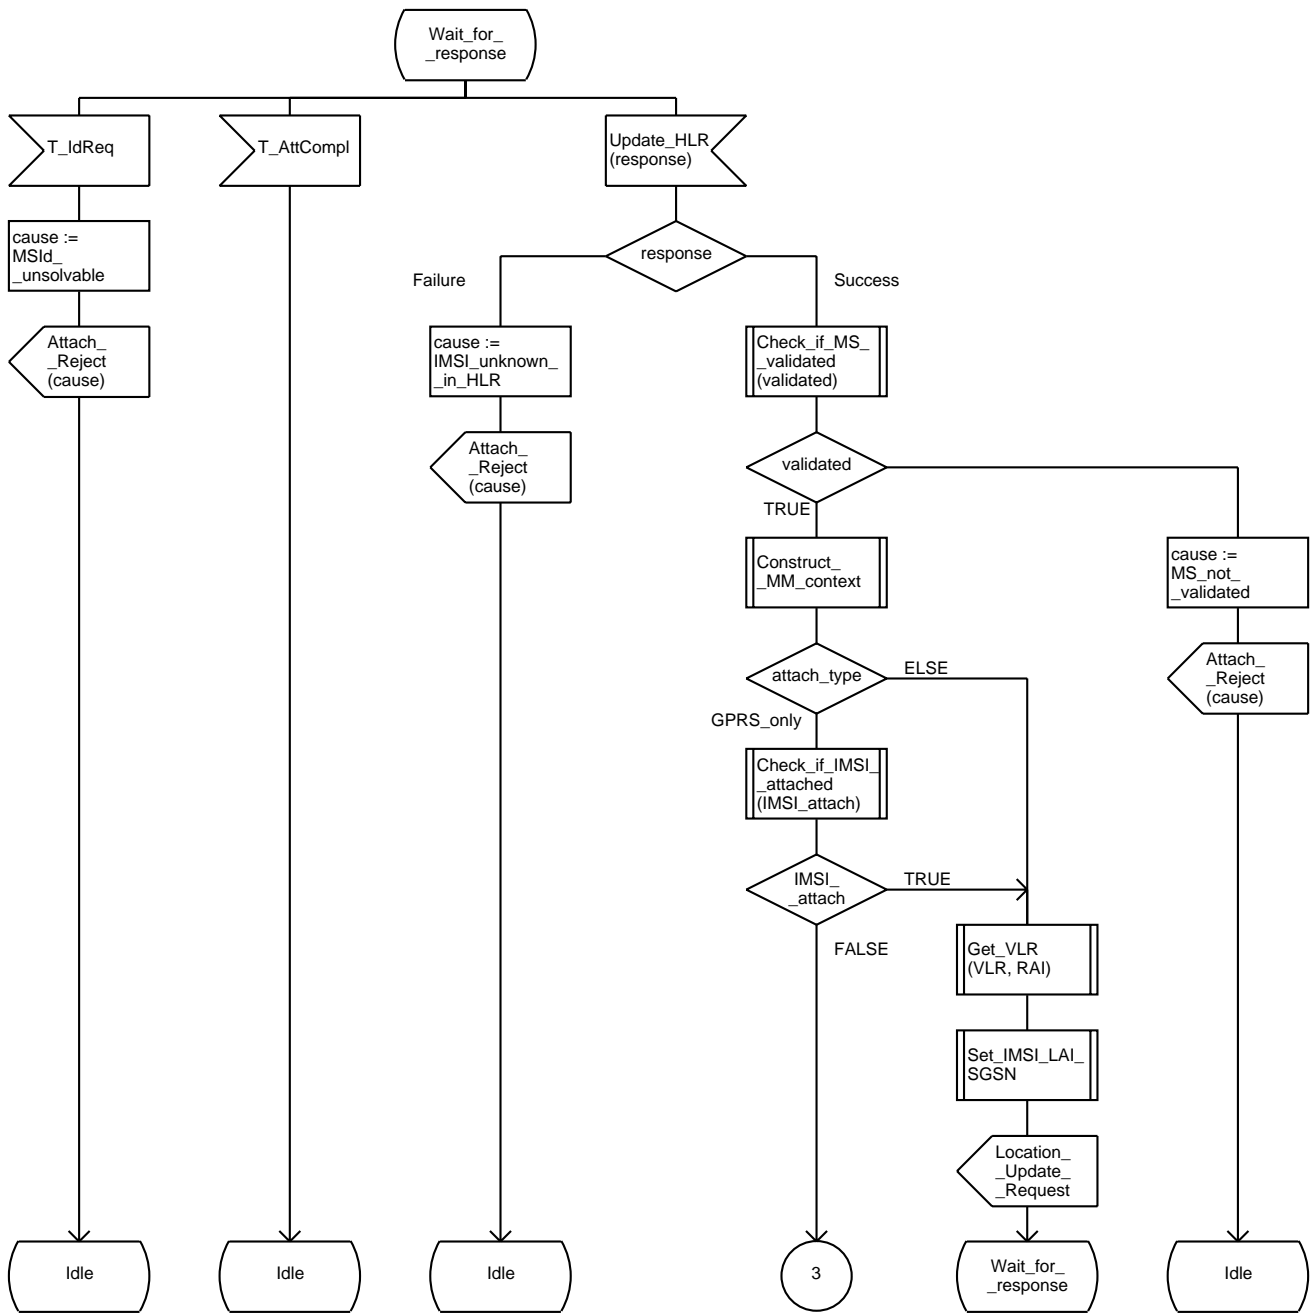 Wait_for_
_response
T_IdReq
T_AttCompl
Update_HLR
(response)
cause :=
MSId_
_unsolvable
response
Failure
Success
Attach_
_Reject
(cause)
cause :=
IMSI_unknown_
_in_HLR
Check_if_MS_
_validated
(validated)
Attach_
_Reject
(cause)
validated
TRUE
Construct_
_MM_context
cause :=
MS_not_
_validated
attach_type
ELSE
GPRS_only
Attach_
_Reject
(cause)
Check_if_IMSI_
_attached
(IMSI_attach)
IMSI_
_attach
TRUE
FALSE
Get_VLR
(VLR, RAI)
Set_IMSI_LAI_
SGSN
Location_
_Update_
_Request
Idle
Idle
Idle
3
Wait_for_
_response
Idle